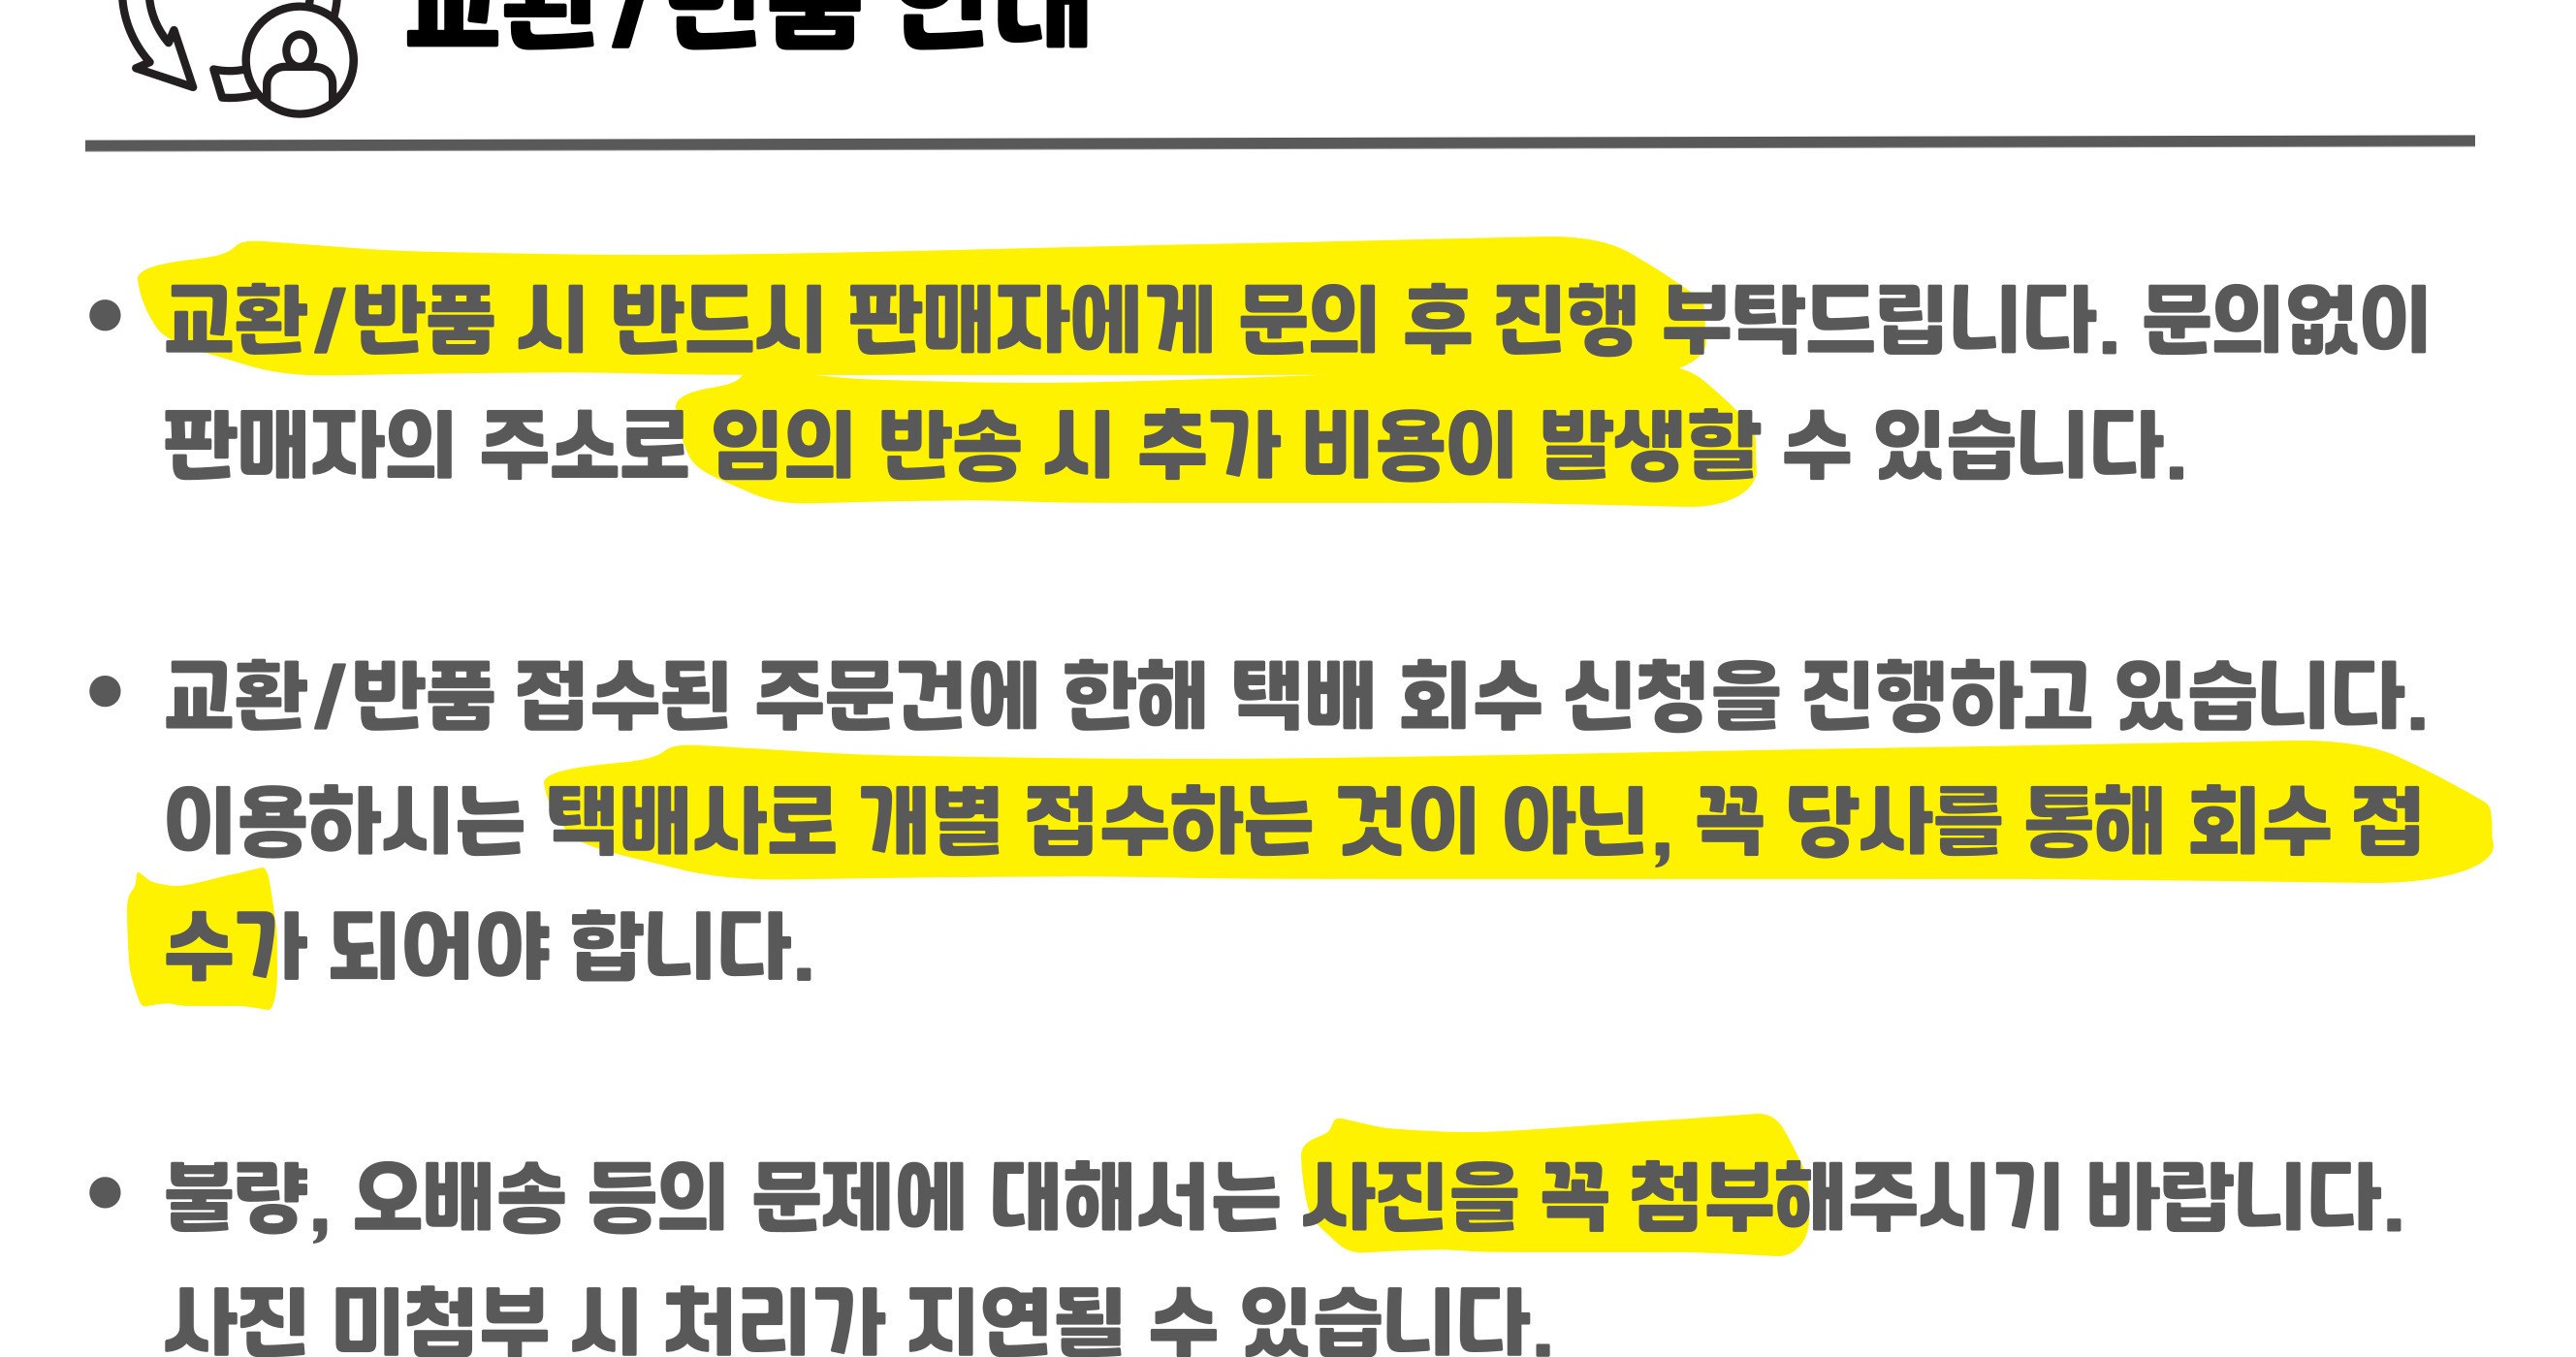 교환/반품 안내
• 교환/반품 시 반드시 판매자에게 문의 후 진행 부탁드립니다. 문의없이
판매자의 주소로 임의 반송 시 추가 비용이 발생할 수 있습니다.
• 교환/반품 접수된 주문건에 한해 택배 회수 신청을 진행하고 있습니다.
이용하시는 택배사로 개별 접수하는 것이 아닌, 꼭 당사를 통해 회수 접
수가 되어야 합니다.
• 불량, 오배송 등의 문제에 대해서는 사진을 꼭 첨부해주시기 바랍니다.
사진 미첨부 시 처리가 지연될 수 있습니다.